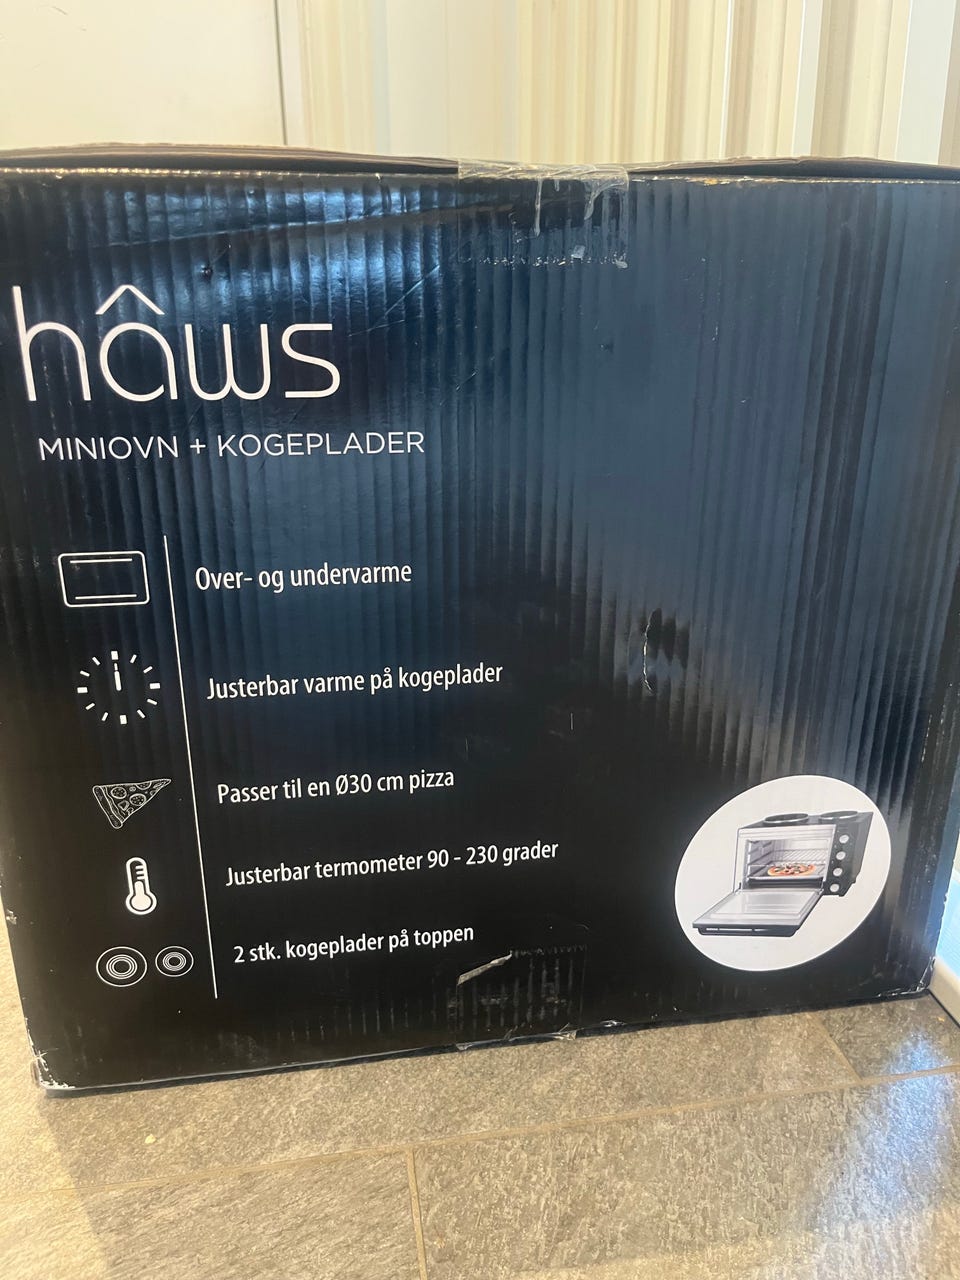 hâws
MINIOVN + KOGEPLADER
Over- og undervarme
Justerbar varme på kogeplader
Passer til en Ø30 cm pizza
Justerbar termometer 90 - 230 grader
2 stk. kogeplader på toppen